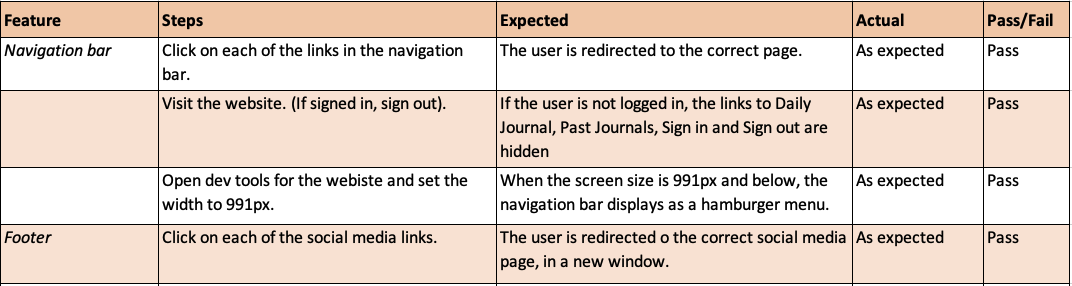 Feature Steps Expected Actual Pass/Fail
Navigation bar Click on each of the links in the navigation The user is redirected to the correct page. As expected Pass
bar.
Visit the website. (If signed in, sign out). If the user is not logged in, the links to Daily As expected Pass
Journal, Past Journals, Sign in and Sign out are
hidden
Open dev tools for the webiste and set the When the screen size is 991px and below, the As expected Pass
width to 991px. navigation bar displays as a hamburger menu.
Footer Click on each of the social media links. The user is redirected o the correct social media As expected Pass
page, in a new window.